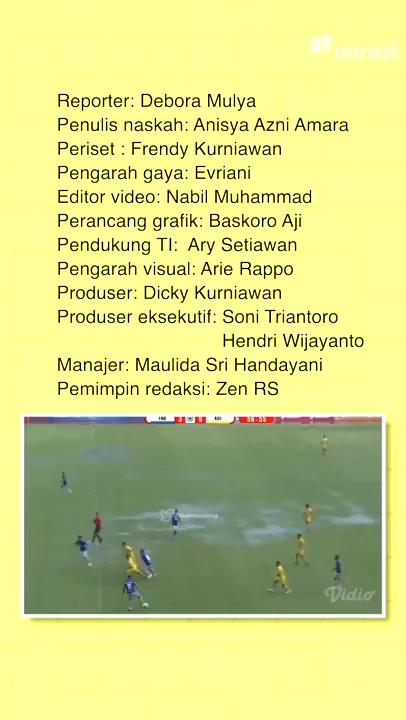 narasi
Reporter: Debora Mulya
Penulis naskah: Anisya Azni Amara
Periset : Frendy Kurniawan
Pengarah gaya: Evriani
Editor video: Nabil Muhammad
Perancang grafik: Baskoro Aji
Pendukung TI:  Ary Setiawan
Pengarah visual: Arie Rappo
Produser: Dicky Kurniawan
Produser eksekutif: Soni Triantoro
Hendri Wijayanto
Manajer: Maulida Sri Handayani
Pemimpin redaksi: Zen RS
Vidio